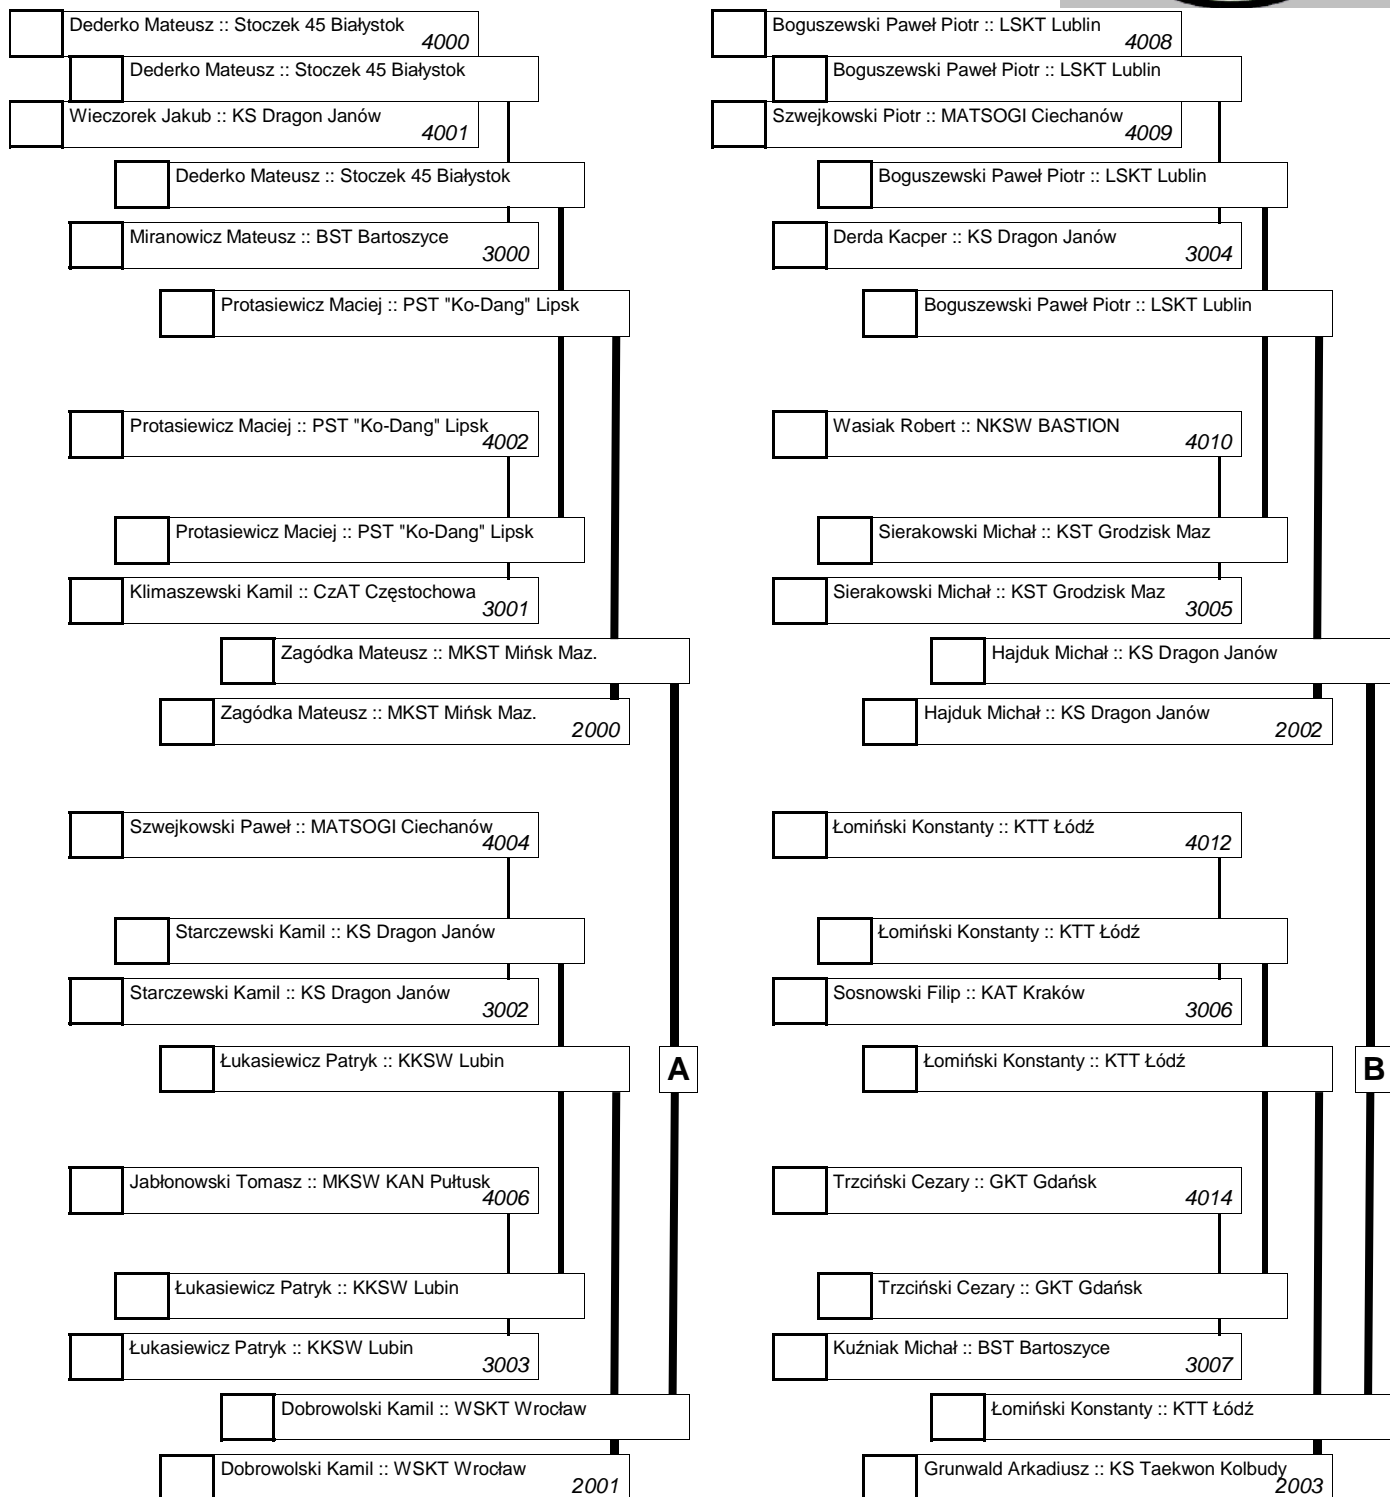 Dederko Mateusz :: Stoczek 45 Białystok
4000
Dederko Mateusz :: Stoczek 45 Białystok
Wieczorek Jakub :: KS Dragon Janów
4001
Dederko Mateusz :: Stoczek 45 Białystok
Miranowicz Mateusz :: BST Bartoszyce
3000
Protasiewicz Maciej :: PST "Ko-Dang" Lipsk
Protasiewicz Maciej :: PST "Ko-Dang" Lipsk
4002
Protasiewicz Maciej :: PST "Ko-Dang" Lipsk
Klimaszewski Kamil :: CzAT Częstochowa
3001
Zagódka Mateusz :: MKST Mińsk Maz.
Zagódka Mateusz :: MKST Mińsk Maz.
2000
Szwejkowski Paweł :: MATSOGI Ciechanów
4004
Starczewski Kamil :: KS Dragon Janów
Starczewski Kamil :: KS Dragon Janów
3002
Łukasiewicz Patryk :: KKSW Lubin
A
Jabłonowski Tomasz :: MKSW KAN Pułtusk
4006
Łukasiewicz Patryk :: KKSW Lubin
Łukasiewicz Patryk :: KKSW Lubin
3003
Dobrowolski Kamil :: WSKT Wrocław
Dobrowolski Kamil :: WSKT Wrocław
2001
Boguszewski Paweł Piotr :: LSKT Lublin
4008
Boguszewski Paweł Piotr :: LSKT Lublin
Szwejkowski Piotr :: MATSOGI Ciechanów
4009
Boguszewski Paweł Piotr :: LSKT Lublin
Derda Kacper :: KS Dragon Janów
3004
Boguszewski Paweł Piotr :: LSKT Lublin
Wasiak Robert :: NKSW BASTION
4010
Sierakowski Michał :: KST Grodzisk Maz
Sierakowski Michał :: KST Grodzisk Maz
3005
Hajduk Michał :: KS Dragon Janów
Hajduk Michał :: KS Dragon Janów
2002
Łomiński Konstanty :: KTT Łódź
4012
Łomiński Konstanty :: KTT Łódź
Sosnowski Filip :: KAT Kraków
3006
Łomiński Konstanty :: KTT Łódź
B
Trzciński Cezary :: GKT Gdańsk
4014
Trzciński Cezary :: GKT Gdańsk
Kuźniak Michał :: BST Bartoszyce
3007
Łomiński Konstanty :: KTT Łódź
Grunwald Arkadiusz :: KS Taekwon Kolbudy
2003